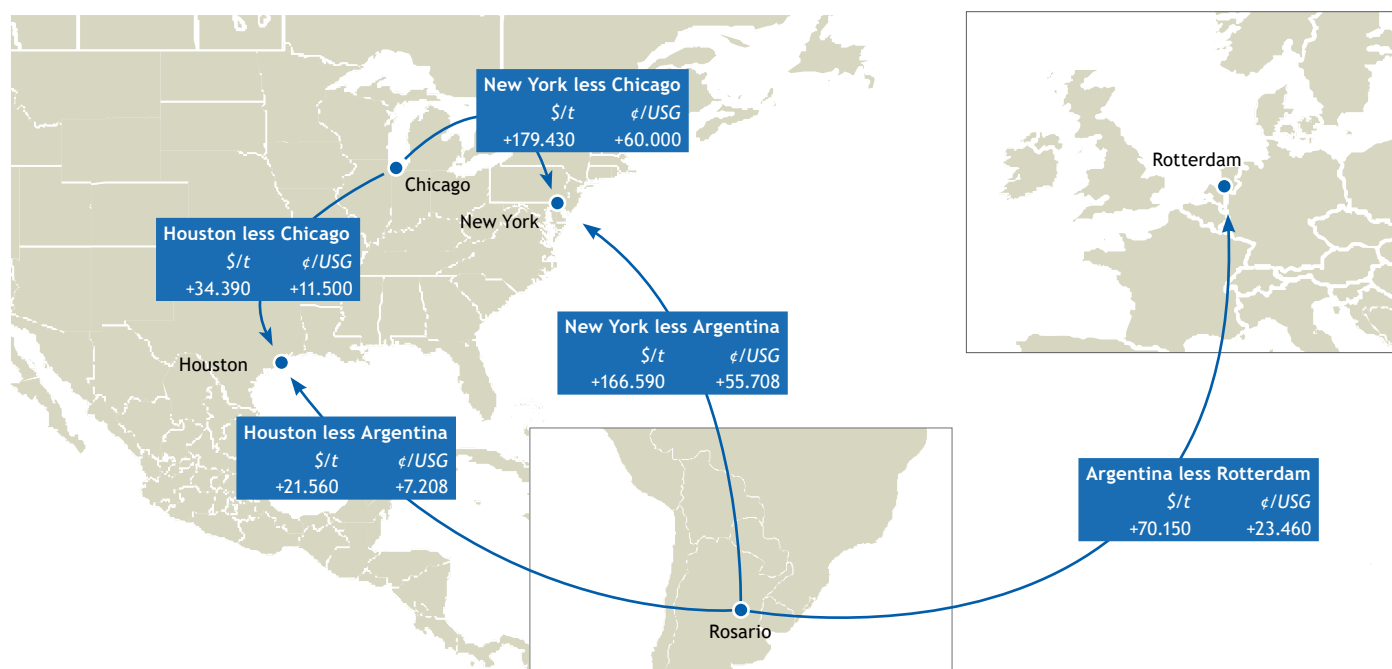 New York less Chicago
$/t ¢/USG
+179.430 +60.000
Chicago
New York
Houston less Chicago
$/t ¢/USG
+34.390 +11.500
Houston
New York less Argentina
$/t ¢/USG
+166.590 +55.708
Houston less Argentina
$/t ¢/USG
+21.560 +7.208
Rosario
Rotterdam
Argentina less Rotterdam
$/t ¢/USG
+70.150 +23.460